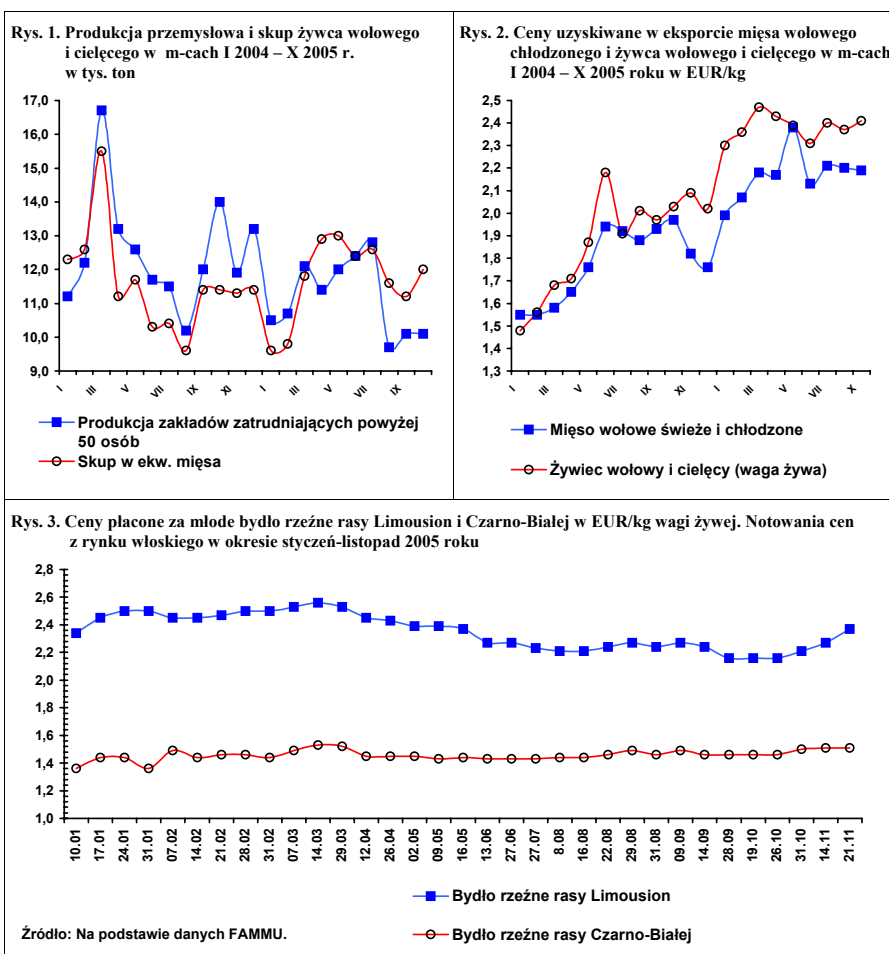 Rys. 1. Produkcja przemysłowa i skup żywca wołowego
i cielęcego w m-cach I 2004 – X 2005 r.
w tys. ton
17,0
16,0
15,0
14,0
13,0
12,0
11,0
10,0
9,0
I
III
V
VII
IX
XI
I
III
V
VII
IX
Produkcja zakładów zatrudniających powyżej
50 osób
Skup w ekw. mięsa
Rys. 2. Ceny uzyskiwane w eksporcie mięsa wołowego
chłodzonego i żywca wołowego i cielęcego w m-cach
I 2004 – X 2005 roku w EUR/kg
2,5
2,4
2,3
2,2
2,1
2,0
1,9
1,8
1,7
1,6
1,5
1,4
1,3
I
III
V
VII
IX
XI
I
III
V
VII
X
Mięso wołowe świeże i chłodzone
Żywiec wołowy i cielęcy (waga żywa)
Rys. 3. Ceny płacone za młode bydło rzeźne rasy Limousion i Czarno-Białej w EUR/kg wagi żywej. Notowania cen
z rynku włoskiego w okresie styczeń-listopad 2005 roku
2,8
2,6
2,4
2,2
2,0
1,8
1,6
1,4
1,2
1,0
10.01
17.01
24.01
31.01
07.02
14.02
21.02
28.02
31.02
07.03
14.03
29.03
12.04
26.04
02.05
09.05
16.05
13.06
27.06
27.07
8.08
16.08
22.08
29.08
31.08
09.09
14.09
28.09
19.10
26.10
31.10
14.11
21.11
Bydło rzeźne rasy Limousion
Źródło: Na podstawie danych FAMMU.
Bydło rzeźne rasy Czarno-Białej